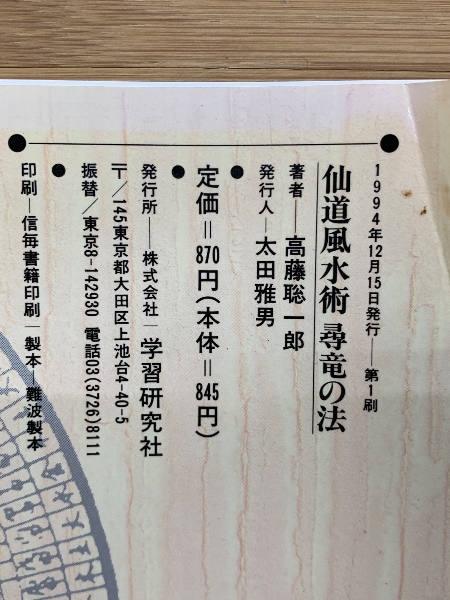 1994年12月15日発行──第1刷
仙道風水術 尋竜の法
著者──高藤聡一郎
発行人─太田雅男
定価＝870円(本体＝845円)
発行所──株式会社─学習研究社
〒/145東京都大田区上池台4-40-5
振替/東京8-142930 電話03(3726)8111
印刷─信毎書籍印刷─製本 難波製本